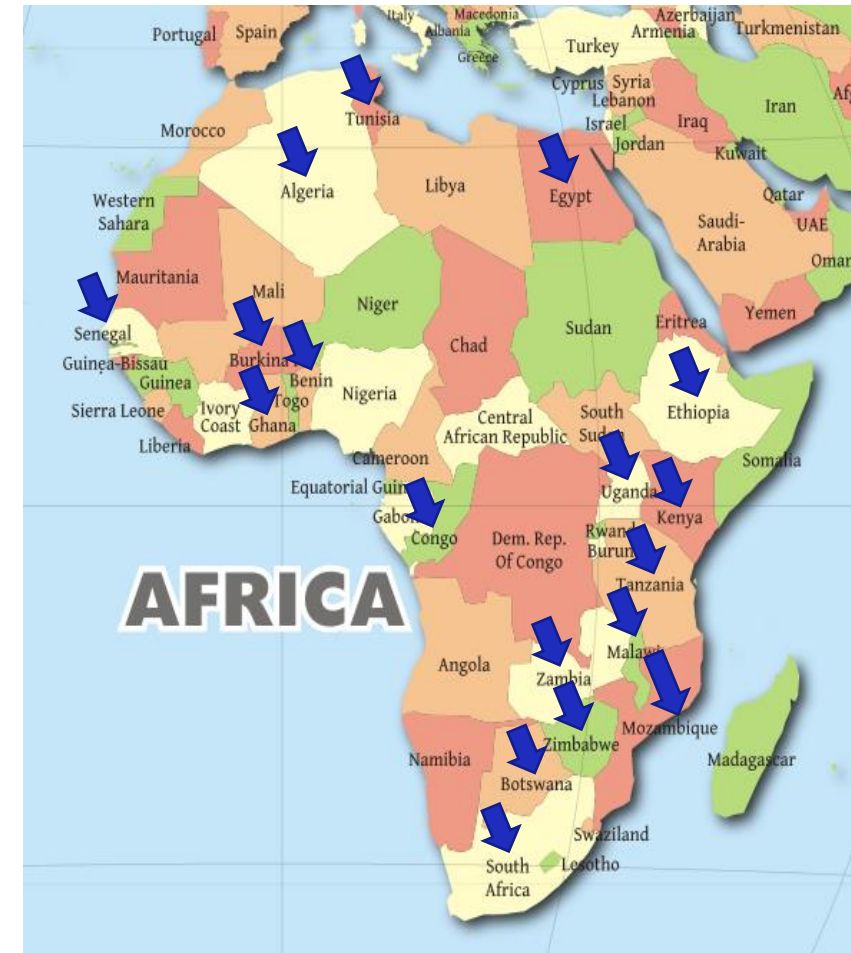 Italy
Macedonia
Azerbaijan
Portugal
Spain
Albania
Armenia
Turkmenistan
Greece
Turkey
Cyprus
Syria
Lebanon
Iran
Af
Tunisia
Morocco
Israel
Iraq
Jordan
Kuwait
Algeria
Libya
Egypt
Western
Sahara
Qatar
Saudi-
Arabia
UAE
Oman
Mauritania
Mali
Niger
Yemen
Senegal
Chad
Sudan
Eritrea
Guinea-Bissau
Burkina
Guinea
Benin
Togo
Nigeria
Sierra Leone
Ivory
Coast
Ghana
Central
African Republic
South
Sudan
Ethiopia
Liberia
Cameroon
Somalia
Equatorial Guin
Uganda
Gabon
Congo
Kenya
Dem. Rep.
Of Congo
Rwand
Burun
Tanzania
AFRICA
Angola
Malawi
Zambia
Mozambique
Zimbabwe
Namibia
Madagascar
Botswana
Swaziland
South
Africa
Lesotho